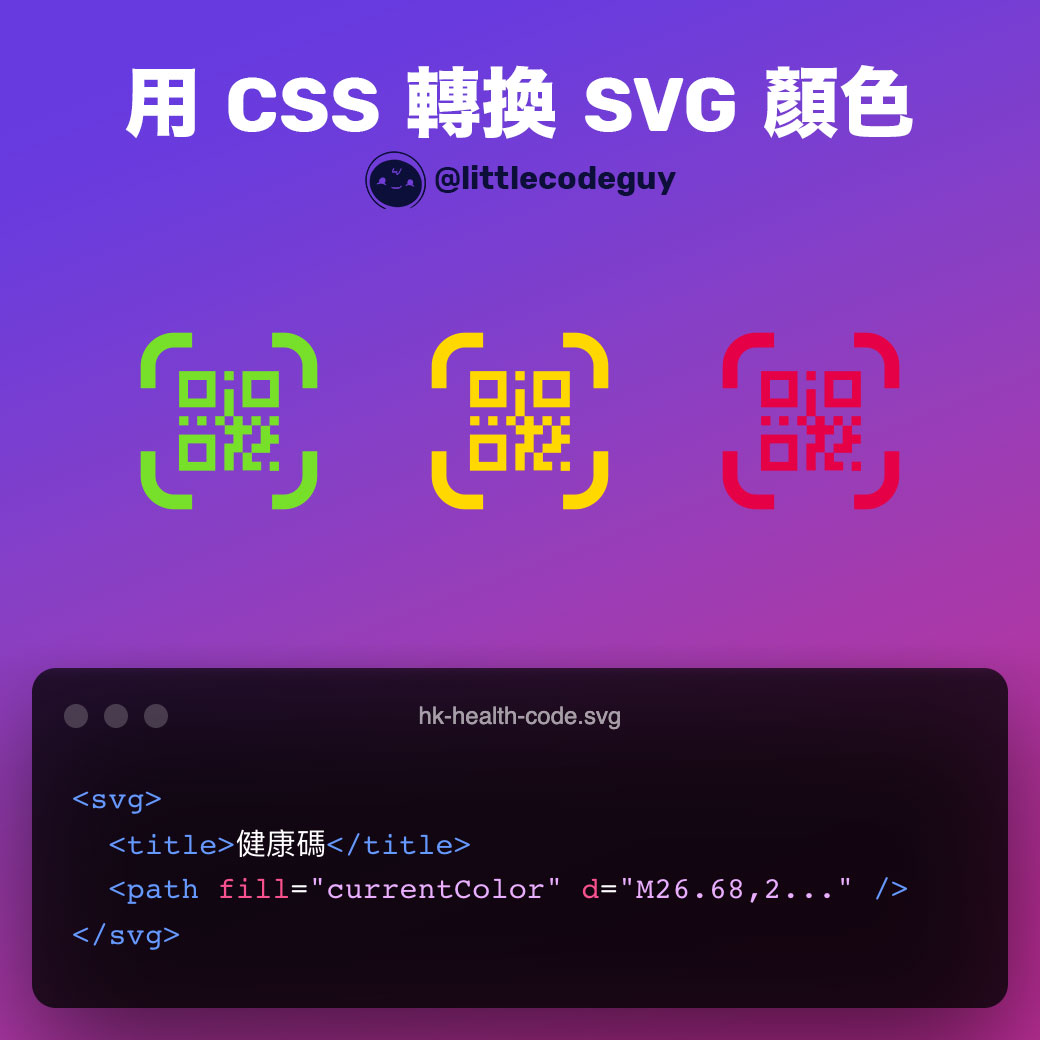 用 CSS 轉換 SVG 顏色
@littlecodeguy
hk-health-code.svg
<svg>
<title>健康碼</title>
<path fill="currentColor" d="M26.68,2..." />
</svg>